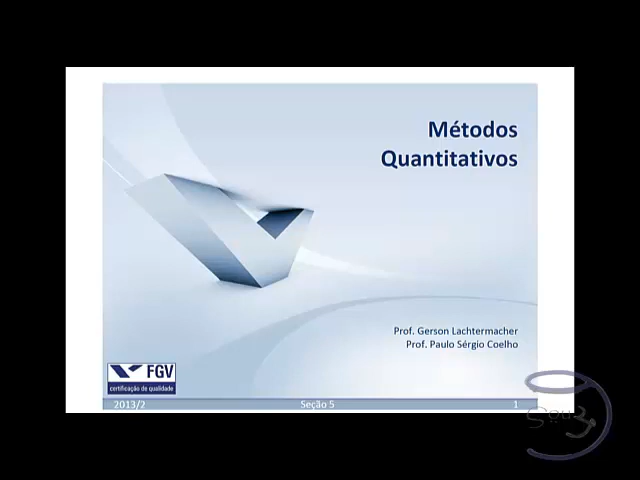 Métodos
Quantitativos
Prof. Gerson Lachtermacher
Prof. Paulo Sérgio Coelho
FGV
certificação de qualidade
2013/2
Seção 5
1